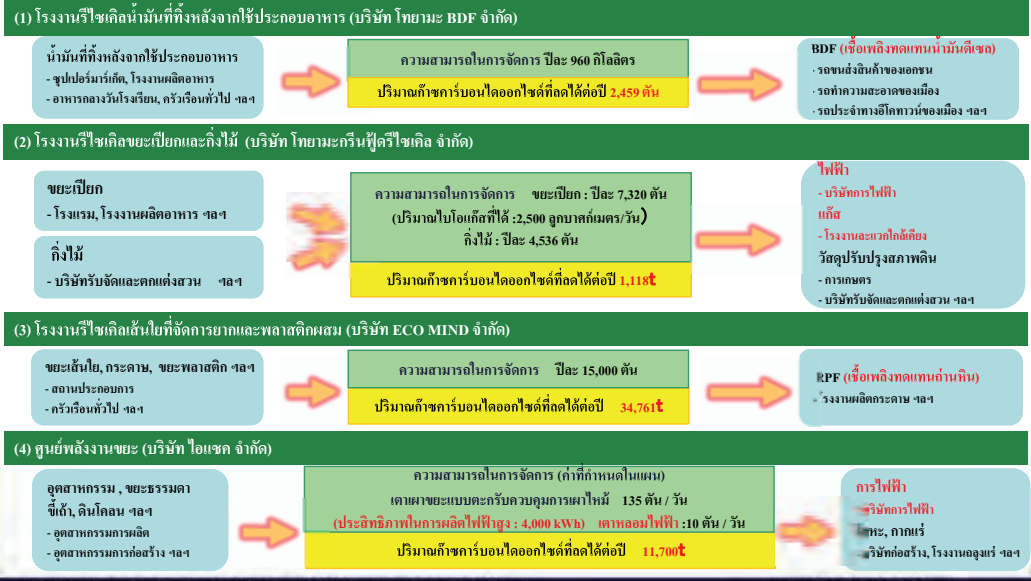 (1) โรงงานรีไซเคิลน้ำมันที่ทิ้งหลังจากใช้ประกอบอาหาร (บริษัท โทยามะ BDF จำกัด)
น้ำมันที่ทิ้งหลังจากใช้ประกอบอาหาร
- ซุปเปอร์มาร์เก็ต, โรงงานผลิตอาหาร
- อาหารกลางวันโรงเรียน, ครัวเรือนทั่วไป ฯลฯ
ความสามารถในการจัดการ ปีละ 960 กิโลลิตร
ปริมาณก๊าซคาร์บอนไดออกไซด์ที่ลดได้ต่อปี 2,459 ตัน
BDF (เชื้อเพลิงทดแทนน้ำมันดีเซล)
· รถขนส่งสินค้าของเอกชน
· รถทำความสะอาดของเมือง
· รถประจำทางอีโคทาวน์ของเมือง ฯลฯ
(2) โรงงานรีไซเคิลขยะเปียกและกิ่งไม้ (บริษัท โทยามะกรีนฟู้ดรีไซเคิล จำกัด)
ขยะเปียก
- โรงแรม, โรงงานผลิตอาหาร ฯลฯ
กิ่งไม้
- บริษัทรับจัดและตกแต่งสวน ฯลฯ
ความสามารถในการจัดการ ขยะเปียก : ปีละ 7,320 ตัน
(ปริมาณไบโอแก๊สที่ได้ :2,500 ลูกบาศก์เมตร/วัน)
กิ่งไม้ : ปีละ 4,536 ตัน
ปริมาณก๊าซคาร์บอนไดออกไซด์ที่ลดได้ต่อปี 1,118t
ไฟฟ้า
- บริษัทการไฟฟ้า
แก๊ส
- โรงงานละแวกใกล้เคียง
วัสดุปรับปรุงสภาพดิน
- การเกษตร
- บริษัทรับจัดและตกแต่งสวน ฯลฯ
(3) โรงงานรีไซเคิลเส้นใยที่จัดการยากและพลาสติกผสม (บริษัท ECO MIND จำกัด)
ขยะเส้นใย, กระดาษ, ขยะพลาสติก ฯลฯ
- สถานประกอบการ
- ครัวเรือนทั่วไป ฯลฯ
ความสามารถในการจัดการ ปีละ 15,000 ตัน
ปริมาณก๊าซคาร์บอนไดออกไซด์ที่ลดได้ต่อปี 34,761t
RPF (เชื้อเพลิงทดแทนถ่านหิน)
โรงงานผลิตกระดาษ ฯลฯ
(4) ศูนย์พลังงานขยะ (บริษัท ไอแซค จำกัด)
อุตสาหกรรม , ขยะธรรมดา
ขี้เถ้า, ดินโคลน ฯลฯ
- อุตสาหกรรมการผลิต
- อุตสาหกรรมการก่อสร้าง ฯลฯ
ความสามารถในการจัดการ (ค่าที่กำหนดในแผน)
เตาเผาขยะแบบตะกรับควบคุมการเผาไหม้ 135 ตัน / วัน
(ประสิทธิภาพในการผลิตไฟฟ้าสูง : 4,000 kWh) เตาหลอมไฟฟ้า :10 ตัน / วัน
ปริมาณก๊าซคาร์บอนไดออกไซด์ที่ลดได้ต่อปี 11,700t
การไฟฟ้า
บริษัทการไฟฟ้า
โลหะ, กากแร่
บริษัทก่อสร้าง, โรงงานถลุงแร่ ฯลฯ